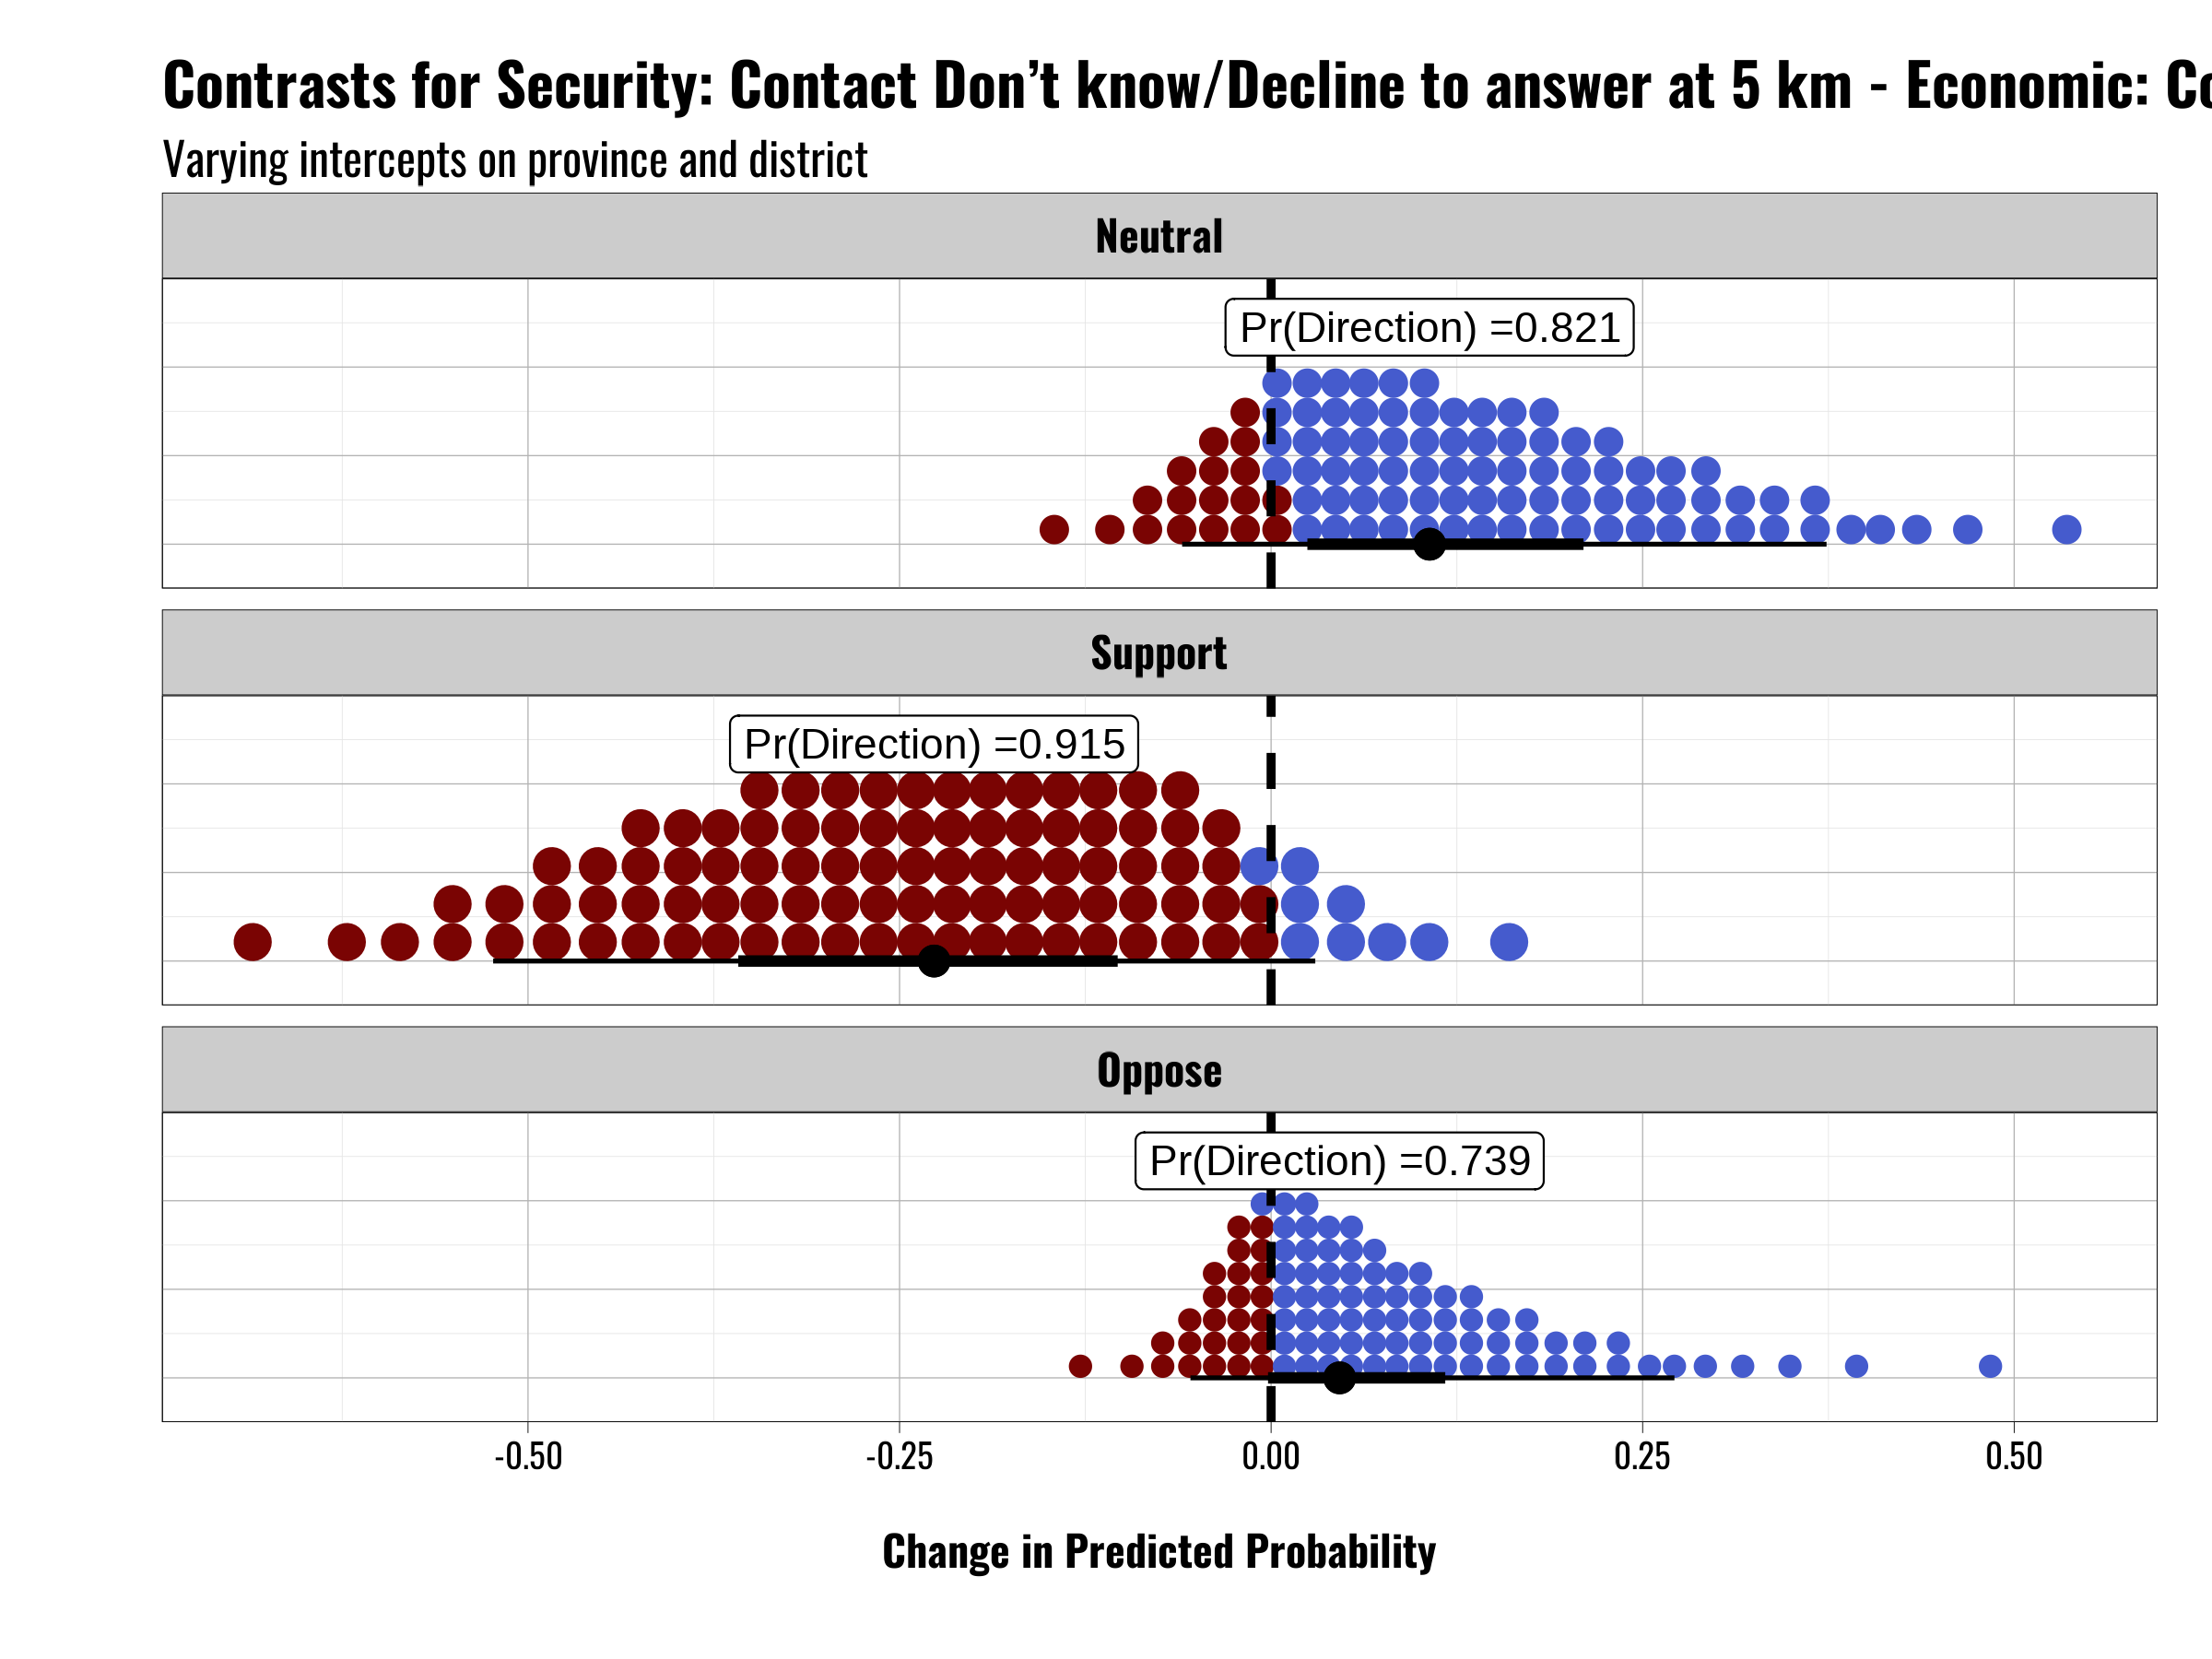 Contrasts for Security: Contact Don’t know/Decline to answer at 5 km - Economic:
Varying intercepts on province and district
Neutral
Pr(Direction) =0.821
Support
Pr(Direction) =0.915
Oppose
Pr(Direction) =0.739
-0.50 -0.25 0.00 0.25 0.50
Change in Predicted Probability